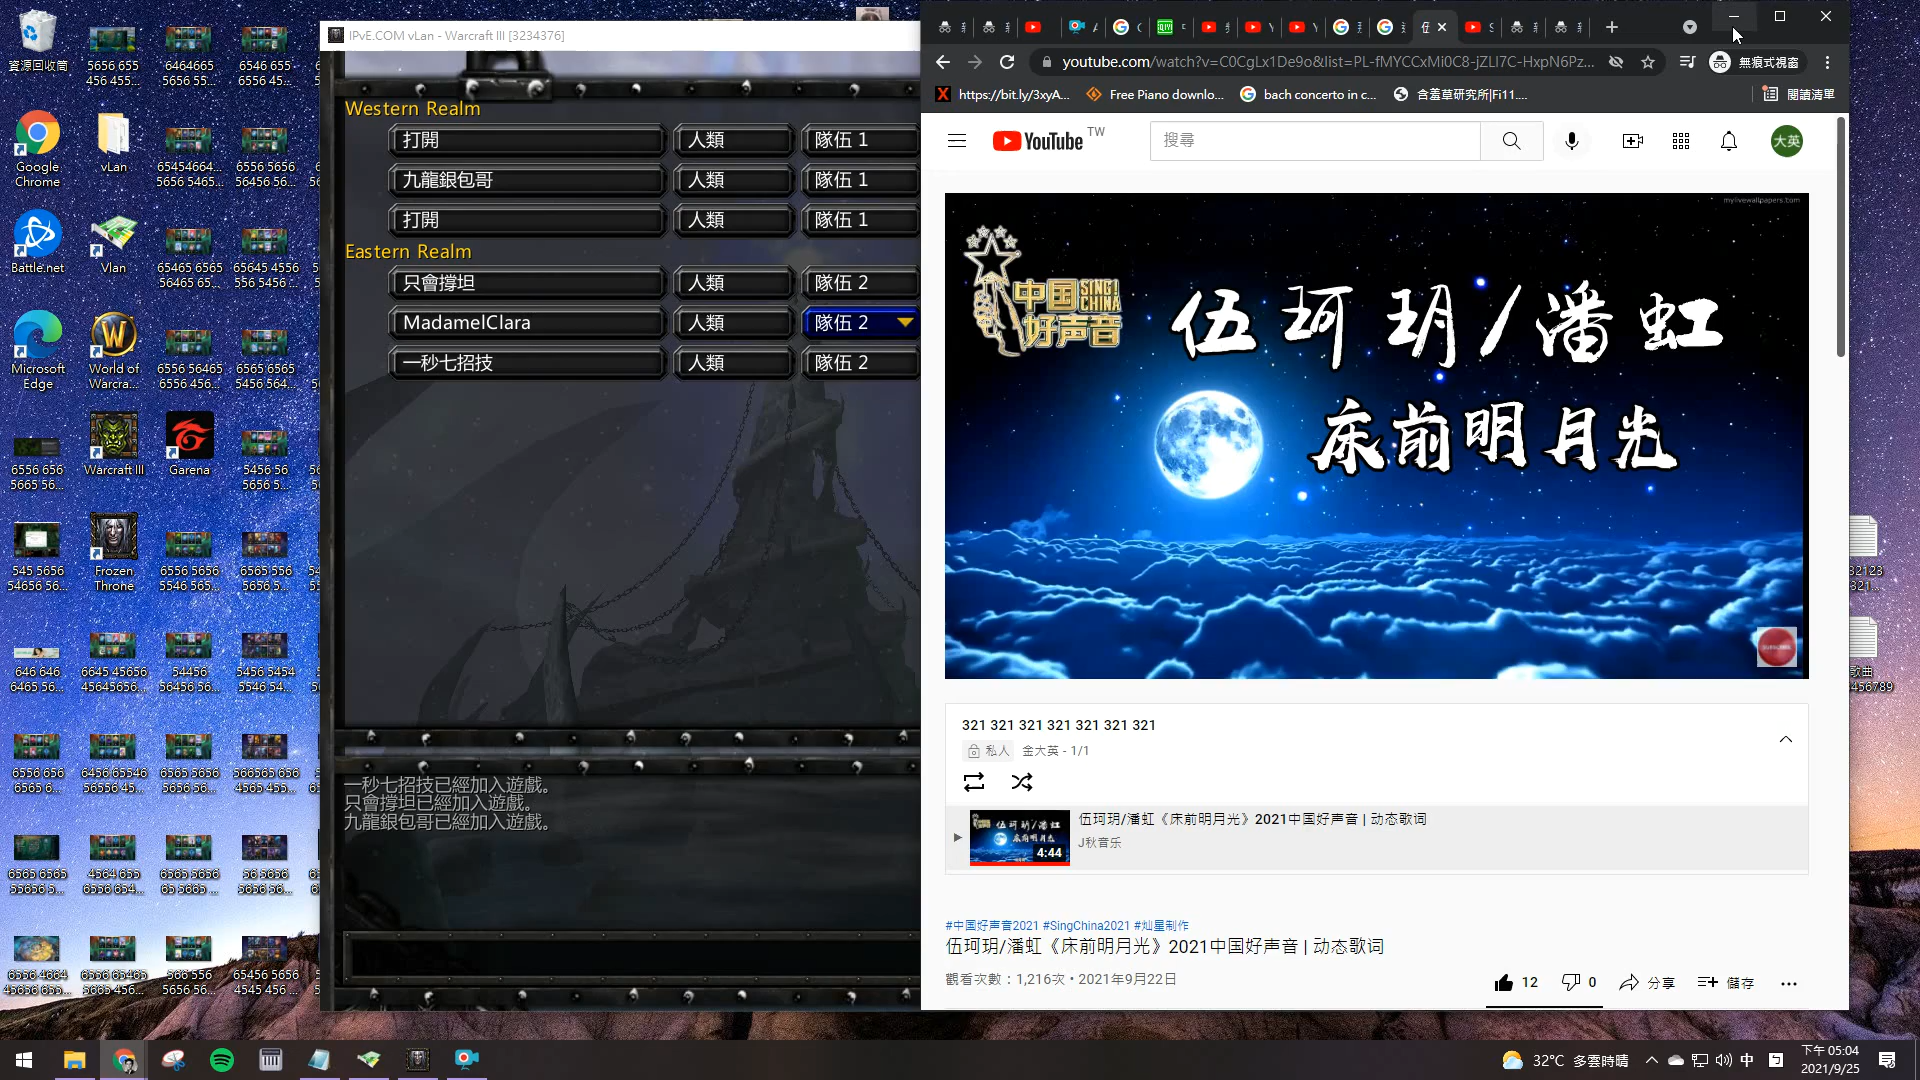 資源回收筒
5656 655
456 455...
6464665
5656 55...
6546 655
6556 45...
Google
Chrome
vLan
65454664...
5656 5465...
6556 5656
56456 56...
Battle.net
Vlan
65465 6565
56465 65...
65645 4556
556 5456 ...
Microsoft
Edge
World of
Warcra...
6556 56465
6556 456...
6565 6565
5456 564...
6556 656
5665 56...
Warcraft III
Garena
5456 56
5656 5...
545 5656
54656 56...
Frozen
Throne
6556 5656
5546 565...
6565 556
5656 5...
646 646
6465 56...
6645 45656
45645656...
54456
56456 56...
5456 5454
5546 54...
6556 656
6565 6...
6456 65546
56556 456...
6565 5656
5656 56...
566565 656
4565 455...
6565 6565
55656 5...
4564 655
6556 654...
6565 5656
65 5665 ...
56 5656
5656 56...
6556 4664
45656 655...
6556 65465
5665 456...
566 556
5656 56...
65456 5656
4545 456 ...
IPvE.COM vLan - Warcraft III [3234376]
Western Realm
打開 人類 隊伍 1
九龍銀包哥 人類 隊伍 1
打開 人類 隊伍 1
Eastern Realm
只會撐坦 人類 隊伍 2
MadamelClara 人類 隊伍 2
一秒七招技 人類 隊伍 2
一秒七招技已經加入遊戲。
只會撐坦已經加入遊戲。
九龍銀包哥已經加入遊戲。
youtube.com/watch?v=C0CgLx1De9o&list=PL-fMYCCxMi0C8-jZLI7C-HxpN6Pz...
無痕式視窗
https://bit.ly/3xyA...
Free Piano downlo...
bach concerto in c...
含羞草研究所|Fi11....
閱讀清單
YouTube TW
搜尋
大英
mylivewallpapers.com
中国
好声音
SING!
CHINA
伍珂玥/潘虹
床前明月光
SUBSCRIBE
321 321 321 321 321 321 321
私人 金大英 - 1/1
伍珂玥/潘虹
床前明月光
4:44
伍珂玥/潘虹《床前明月光》2021中国好声音 | 动态歌词
J秋音乐
#中国好声音2021 #SingChina2021 #灿星制作
伍珂玥/潘虹《床前明月光》2021中国好声音 | 动态歌词
觀看次數：1,216次 • 2021年9月22日
12 0 分享 儲存
32123
321...
歌曲
456789
32°C 多雲時晴
中
下午 05:04
2021/9/25